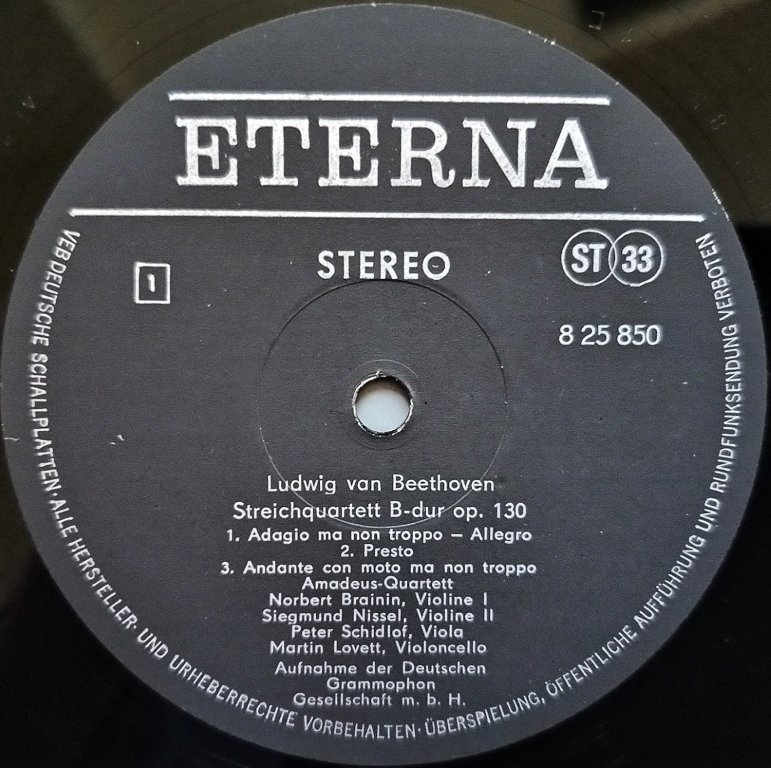 ETERNA
STEREO
ST 33
1
8 25 850
Ludwig van Beethoven
Streichquartett B-dur op. 130
1. Adagio ma non troppo – Allegro
2. Presto
3. Andante con moto ma non troppo
Amadeus-Quartett
Norbert Brainin, Violine I
Siegmund Nissel, Violine II
Peter Schidlof, Viola
Martin Lovett, Violoncello
Aufnahme der Deutschen
Grammophon
Gesellschaft m. b. H.
VEB DEUTSCHE SCHALLPLATTEN · ALLE HERSTELLER- UND URHEBERRECHTE VORBEHALTEN · ÜBERSPIELUNG, ÖFFENTLICHE AUFFÜHRUNG UND RUNDFUNKSENDUNG VERBOTEN